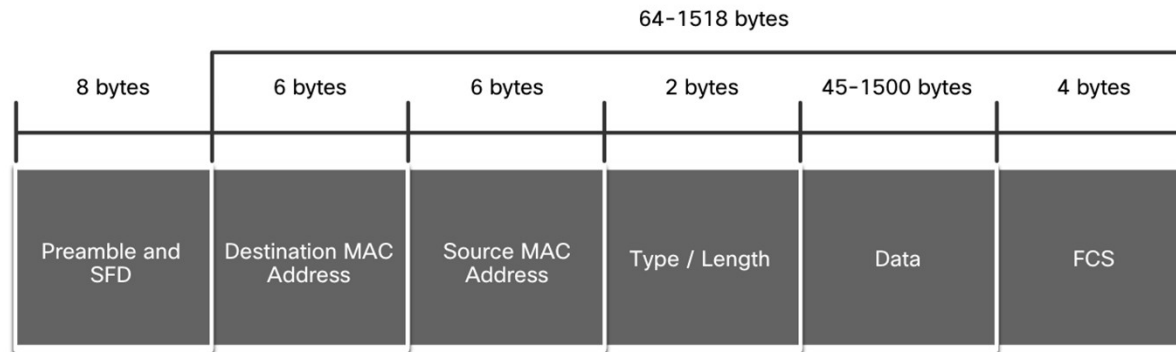 64-1518 bytes
8 bytes
6 bytes
6 bytes
2 bytes
45-1500 bytes
4 bytes
Preamble and
SFD
Destination MAC
Address
Source MAC
Address
Type / Length
Data
FCS